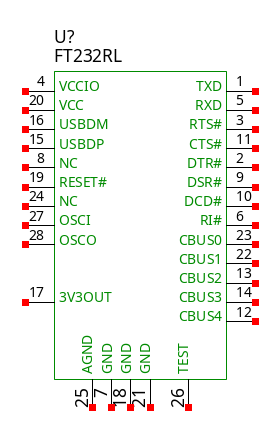 U?
FT232RL
4 VCCIO TXD 1
20 VCC RXD 5
16 USBDM RTS# 3
15 USBDP CTS# 11
8 NC DTR# 2
19 RESET# DSR# 9
24 NC DCD# 10
27 OSCI RI# 6
28 OSCO CBUS0 23
CBUS1 22
CBUS2 13
17 3V3OUT CBUS3 14
CBUS4 12
AGND GND GND GND TEST
25 7 18 21 26